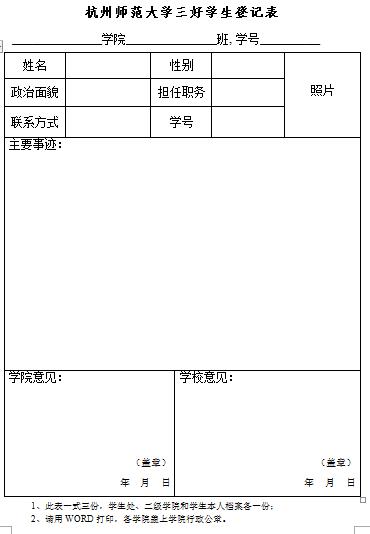 杭州师范大学三好学生登记表
学院 班, 学号
姓名 性别
政治面貌 担任职务 照片
联系方式 学号
主要事迹：
学院意见： 学校意见：
（盖章） （盖章）
年 月 日 年 月 日
1、此表一式三份，学生处、二级学院和学生本人档案各一份；
2、请用WORD打印，各学院盖上学院行政公章。